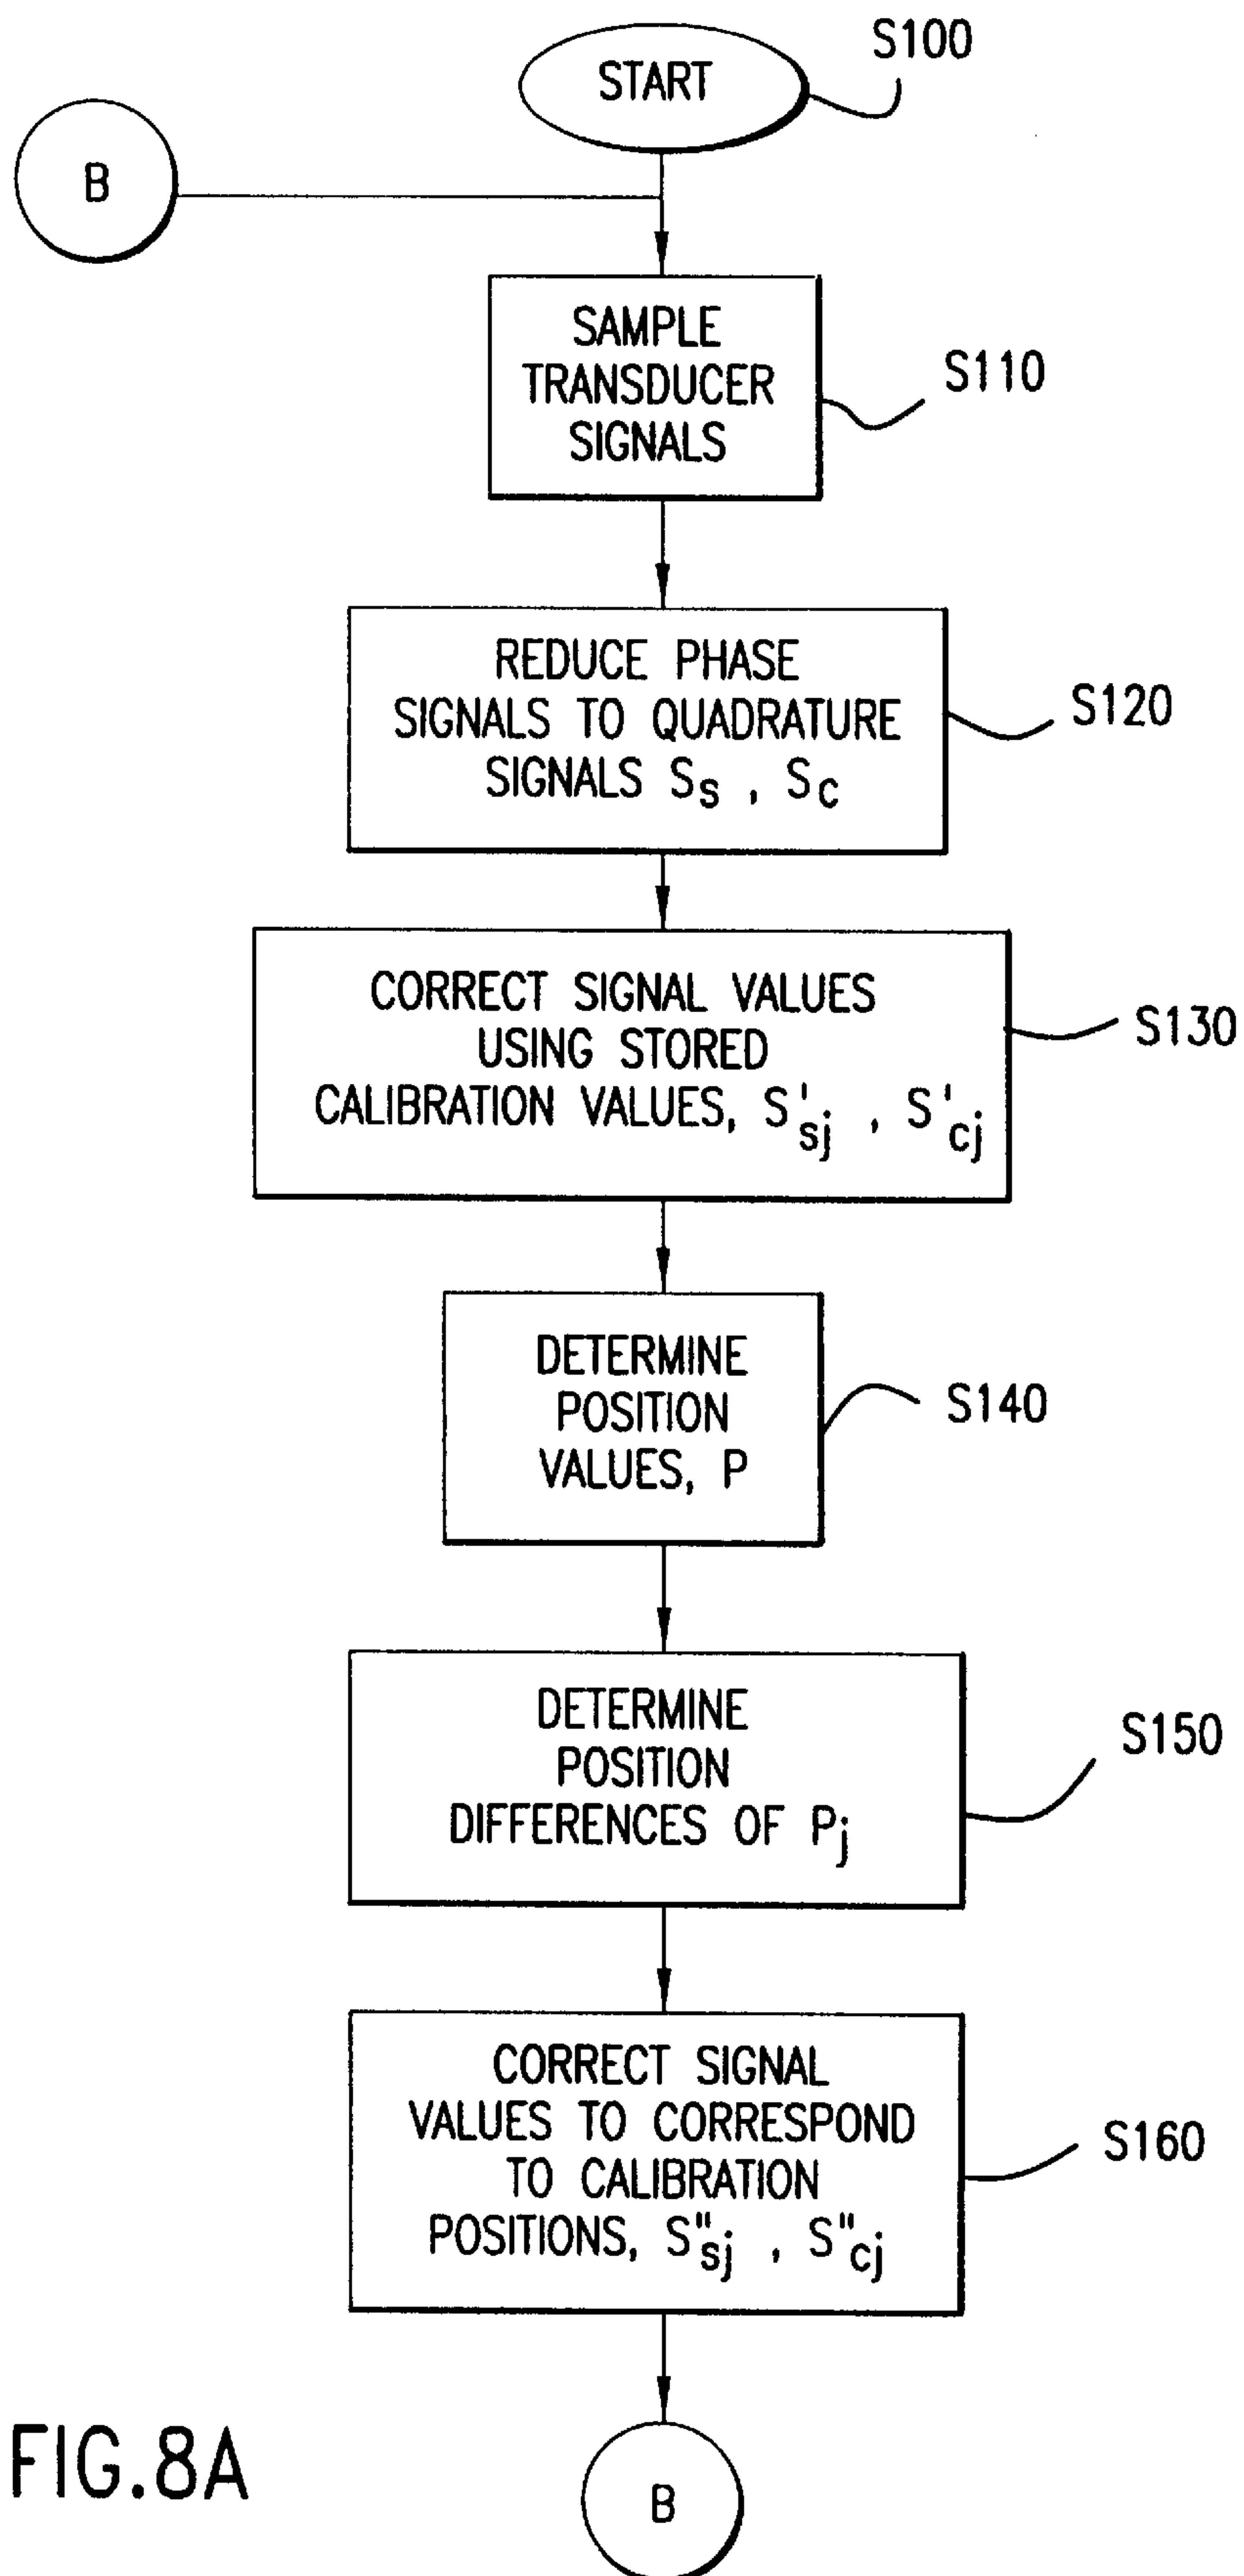 START
S100
B
SAMPLE
TRANSDUCER
SIGNALS
S110
REDUCE PHASE
SIGNALS TO QUADRATURE
SIGNALS Ss , Sc
S120
CORRECT SIGNAL VALUES
USING STORED
CALIBRATION VALUES, S'sj , S'cj
S130
DETERMINE
POSITION
VALUES, P
S140
DETERMINE
POSITION
DIFFERENCES OF Pj
S150
CORRECT SIGNAL
VALUES TO CORRESPOND
TO CALIBRATION
POSITIONS, S"sj , S"cj
S160
B
FIG.8A